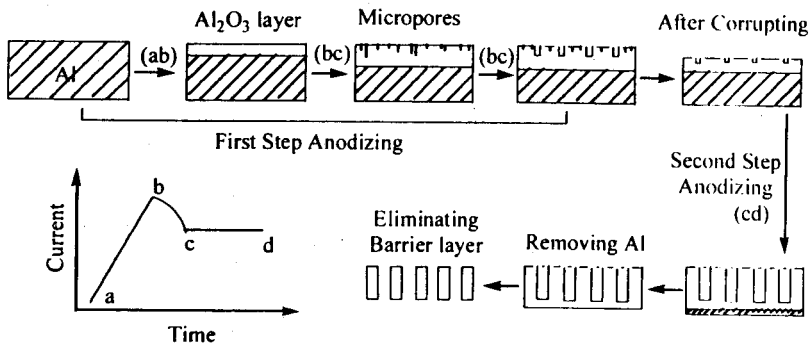 Al₂O₃ layer
Micropores
After Corrupting
Al
(ab)
(bc)
(bc)
First Step Anodizing
Second Step
Anodizing
(cd)
Current
b
c
d
a
Time
Eliminating
Barrier layer
Removing Al